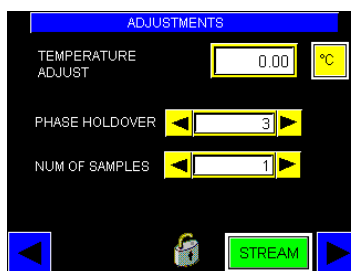 ADJUSTMENTS
TEMPERATURE
ADJUST
0.00 °C
PHASE HOLDOVER 3
NUM OF SAMPLES 1
STREAM